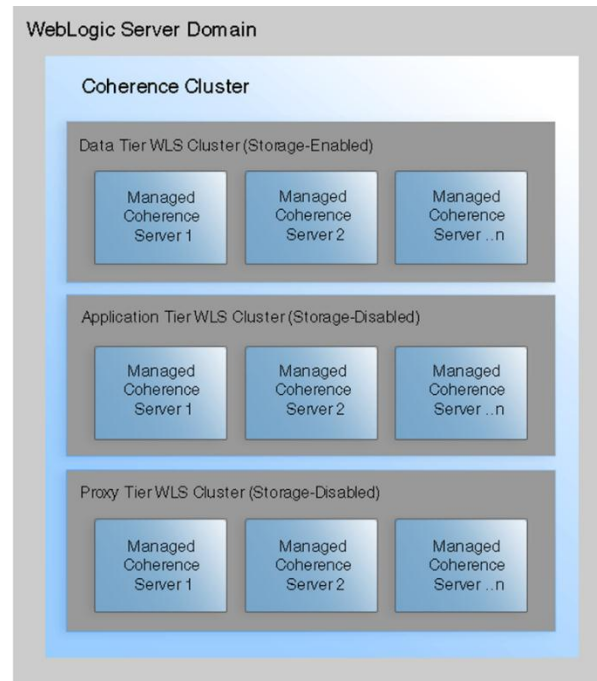 WebLogic Server Domain
Coherence Cluster
Data Tier WLS Cluster (Storage-Enabled)
Managed
Coherence
Server 1
Managed
Coherence
Server 2
Managed
Coherence
Server ..n
Application Tier WLS Cluster (Storage-Disabled)
Managed
Coherence
Server 1
Managed
Coherence
Server 2
Managed
Coherence
Server ..n
Proxy Tier WLS Cluster (Storage-Disabled)
Managed
Coherence
Server 1
Managed
Coherence
Server 2
Managed
Coherence
Server ..n